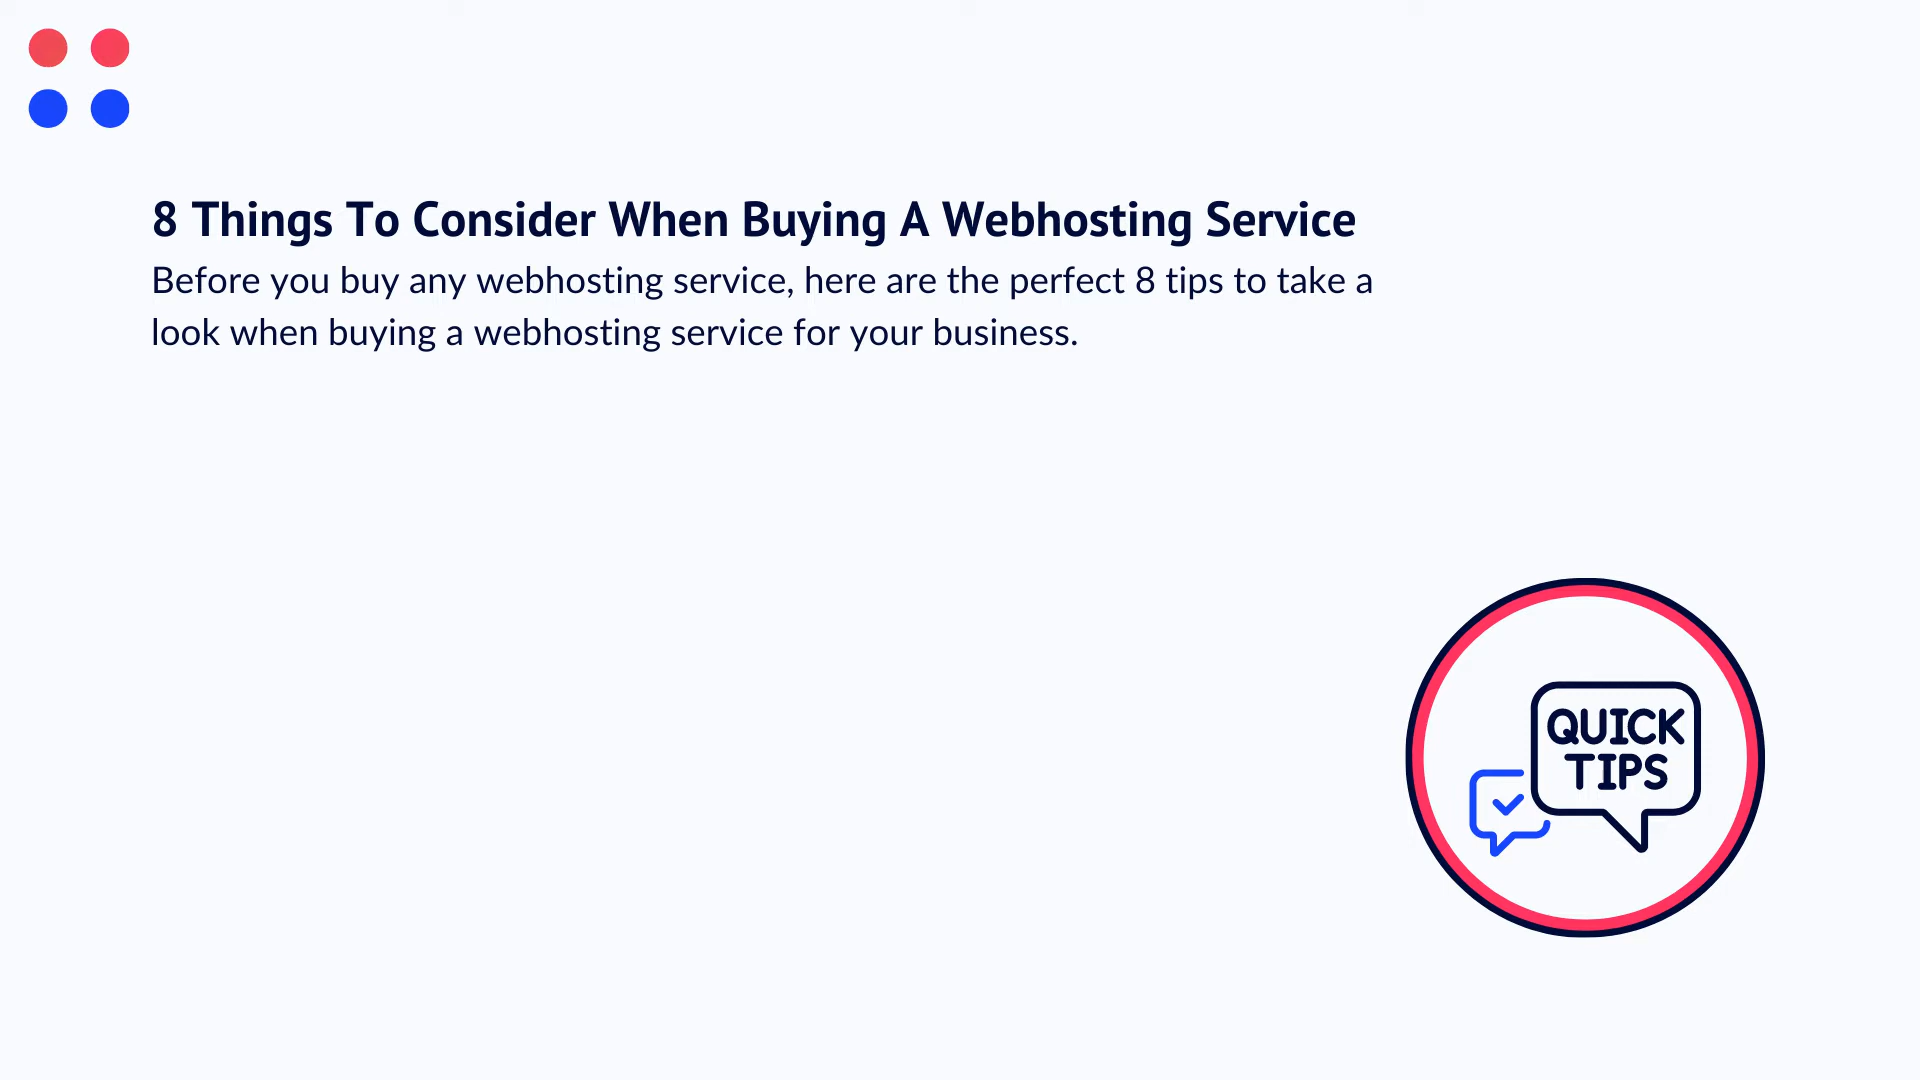 8 Things To Consider When Buying A Webhosting Service
Before you buy any webhosting service, here are the perfect 8 tips to take a
look when buying a webhosting service for your business.
QUICK
TIPS